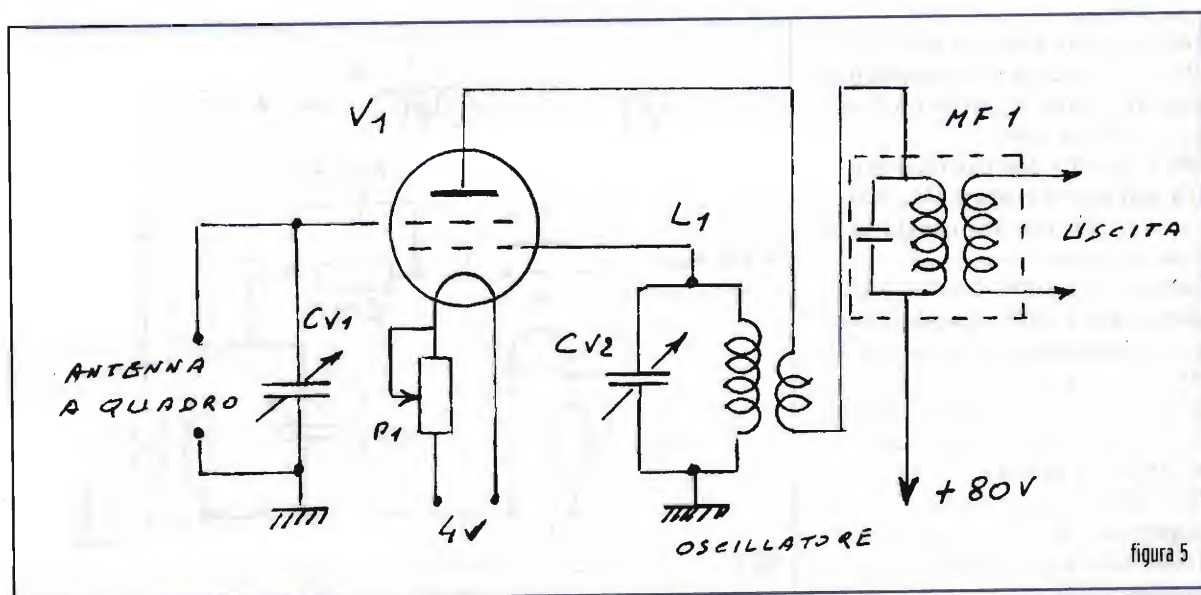 V1
MF 1
L1
USCITA
CV1
CV2
ANTENNA
A QUADRO
P1
4V
+ 80V
OSCILLATORE
figura 5